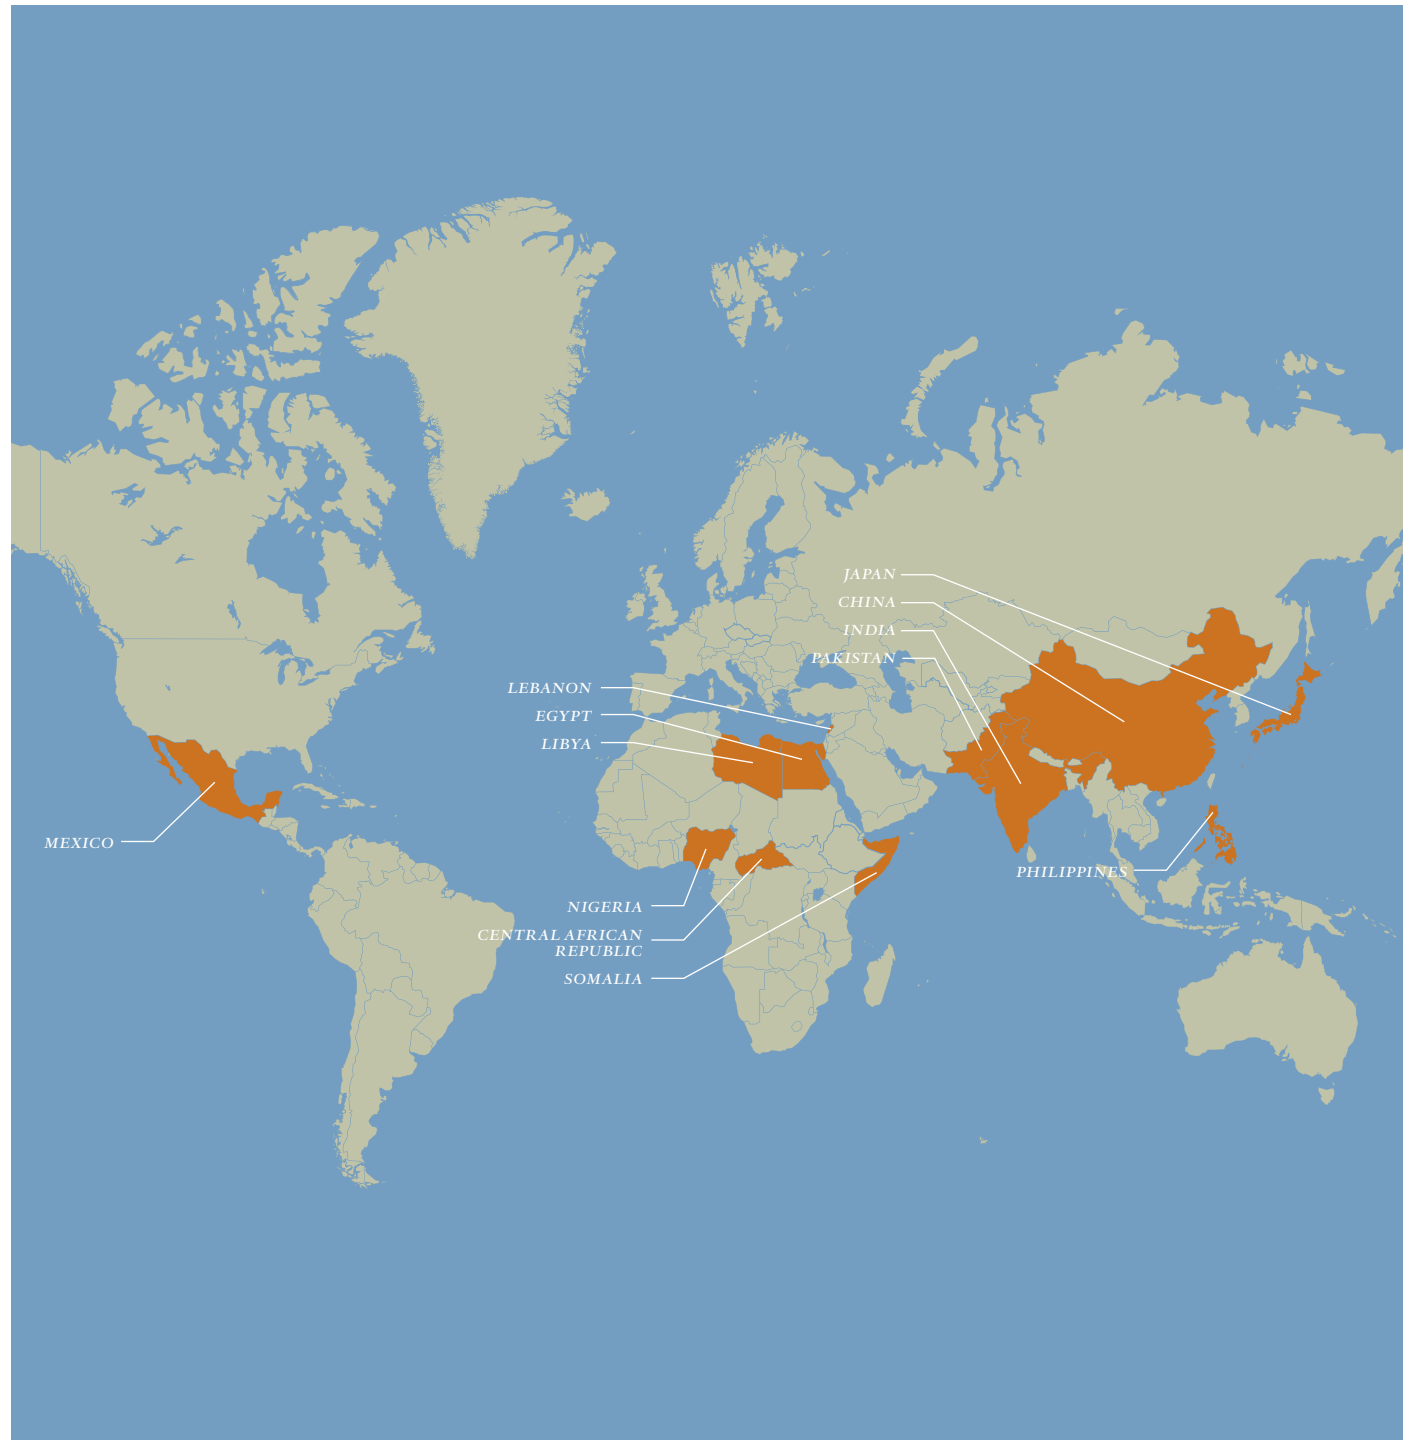 JAPAN
CHINA
INDIA
PAKISTAN
LEBANON
EGYPT
LIBYA
MEXICO
PHILIPPINES
NIGERIA
CENTRAL AFRICAN
REPUBLIC
SOMALIA